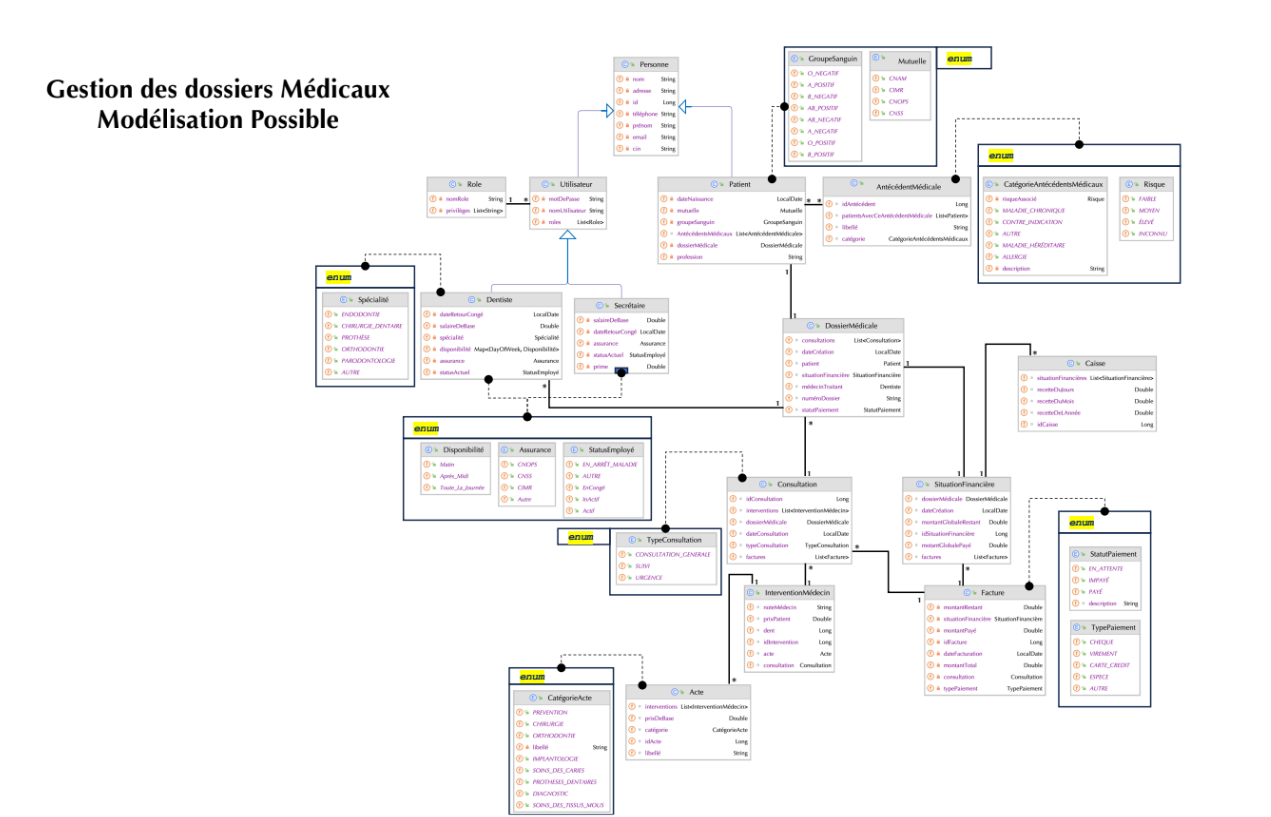 Gestion des dossiers Médicaux
Modélisation Possible
Personne
nom String
adresse String
id Long
téléphone String
prénom String
email String
cin String
GroupeSanguin
O_NEGATIF
A_POSITIF
B_NEGATIF
AB_POSITIF
AB_NEGATIF
A_NEGATIF
O_POSITIF
B_POSITIF
Mutuelle
CNAM
CIMR
CNOPS
CNSS
enum
Role
nomRole String
privilèges List<String>
1 *
Utilisateur
motDePasse String
nomUtilisateur String
roles List<Role>
Patient
dateNaissance LocalDate
mutuelle Mutuelle
groupeSanguin GroupeSanguin
AntécédentsMédicaux List<AntécédentMédicale>
dossierMédicale DossierMédicale
profession String
* *
1
1
AntécédentMédicale
idAntécédent Long
patientsAvecCeAntécédentMédicale List<Patient>
libellé String
catégorie CatégorieAntécédentsMédicaux
enum
CatégorieAntécédentsMédicaux
risqueAssocié Risque
MALADIE_CHRONIQUE
CONTRE_INDICATION
AUTRE
MALADIE_HÉRÉDITAIRE
ALLERGIE
description String
Risque
FAIBLE
MOYEN
ÉLEVÉ
INCONNU
enum
Spécialité
ENDODONTIE
CHIRURGIE_DENTAIRE
PROTHÈSE
ORTHODONTIE
PARODONTOLOGIE
AUTRE
Dentiste
dateRetourCongé LocalDate
salaireDeBase Double
spécialité Spécialité
disponibilité Map<DayOfWeek, Disponibilité>
assurance Assurance
statusActuel StatusEmployé
*
1
Secrétaire
salaireDeBase Double
dateRetourCongé LocalDate
assurance Assurance
statusActuel StatusEmployé
prime Double
DossierMédicale
consultations List<Consultation>
dateCréation LocalDate
patient Patient
situationFinancière SituationFinancière
médecinTraitant Dentiste
numéroDossier String
statutPaiement StatutPaiement
1
*
1
1
Caisse
situationFinancières List<SituationFinancière>
recetteDuJours Double
recetteDuMois Double
recetteDeLAnnée Double
idCaisse Long
*
1
enum
Disponibilité
Matin
Après_Midi
Toute_La_Journée
Assurance
CNOPS
CNSS
CIMR
Autre
StatusEmployé
EN_ARRÊT_MALADIE
AUTRE
EnCongé
InActif
Actif
enum
TypeConsultation
CONSULTATION_GENERALE
SUIVI
URGENCE
Consultation
idConsultation Long
interventions List<InterventionMédecin>
dossierMédicale DossierMédicale
dateConsultation LocalDate
typeConsultation TypeConsultation
factures List<Facture>
*
1
*
1
SituationFinancière
dossierMédicale DossierMédicale
dateCréation LocalDate
montantGlobaleRestant Double
idSituationFinancière Long
motantGlobalePayé Double
factures List<Facture>
*
1
enum
StatutPaiement
EN_ATTENTE
IMPAYÉ
PAYÉ
description String
TypePaiement
CHEQUE
VIREMENT
CARTE_CREDIT
ESPECE
AUTRE
InterventionMédecin
noteMédecin String
prixPatient Double
dent Long
idIntervention Long
acte Acte
consultation Consultation
1
*
Facture
montantRestant Double
situationFinancière SituationFinancière
montantPayé Double
idFacture Long
dateFacturation LocalDate
montantTotal Double
consultation Consultation
typePaiement TypePaiement
enum
CatégorieActe
PREVENTION
CHIRURGIE
ORTHODONTIE
libellé String
IMPLANTOLOGIE
SOINS_DES_CARIES
PROTHESES_DENTAIRES
DIAGNOSTIC
SOINS_DES_TISSUS_MOUS
Acte
interventions List<InterventionMédecin>
prixDeBase Double
catégorie CatégorieActe
idActe Long
libellé String